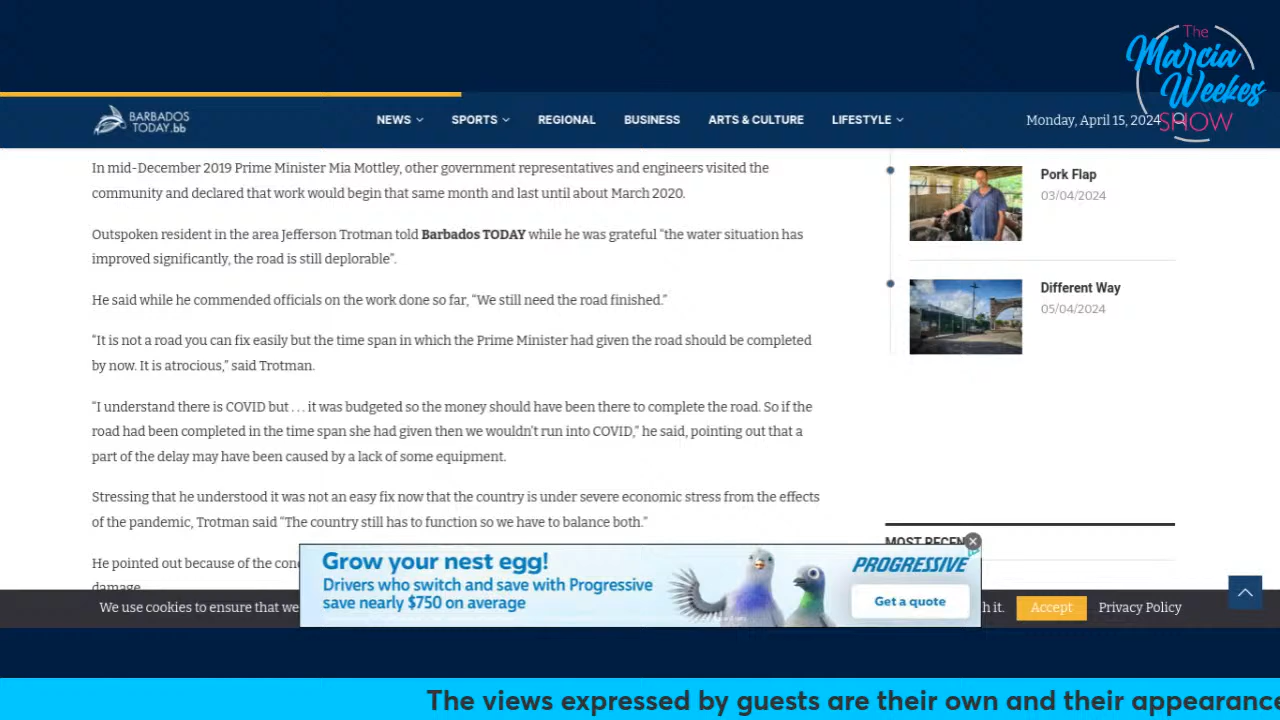 The
Marcia
Weekes
SHOW
BARBADOS
TODAY.bb
NEWS
SPORTS
REGIONAL
BUSINESS
ARTS & CULTURE
LIFESTYLE
Monday, April 15, 2024
In mid-December 2019 Prime Minister Mia Mottley, other government representatives and engineers visited the
community and declared that work would begin that same month and last until about March 2020.
Outspoken resident in the area Jefferson Trotman told Barbados TODAY while he was grateful “the water situation has
improved significantly, the road is still deplorable”.
He said while he commended officials on the work done so far, “We still need the road finished.”
“It is not a road you can fix easily but the time span in which the Prime Minister had given the road should be completed
by now. It is atrocious,” said Trotman.
“I understand there is COVID but . . . it was budgeted so the money should have been there to complete the road. So if the
road had been completed in the time span she had given then we wouldn’t run into COVID,” he said, pointing out that a
part of the delay may have been caused by a lack of some equipment.
Stressing that he understood it was not an easy fix now that the country is under severe economic stress from the effects
of the pandemic, Trotman said “The country still has to function so we have to balance both.”
He pointed out because of the
damage.
Pork Flap
03/04/2024
Different Way
05/04/2024
MOST RECEN
Grow your nest egg!
Drivers who switch and save with Progressive
save nearly $750 on average
PROGRESSIVE
Get a quote
We use cookies to ensure that we
h it.
Accept
Privacy Policy
The views expressed by guests are their own and their appearance